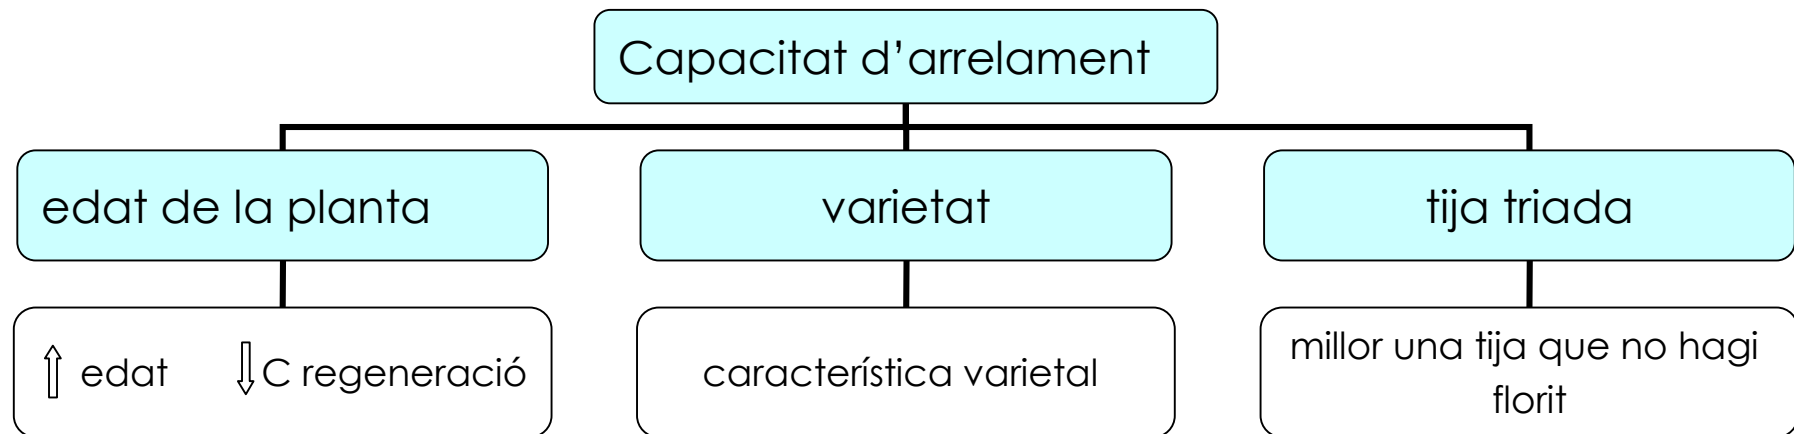 Capacitat d’arrelament
edat de la planta
varietat
tija triada
⇑ edat ⇓ C regeneració
característica varietal
millor una tija que no hagi
florit